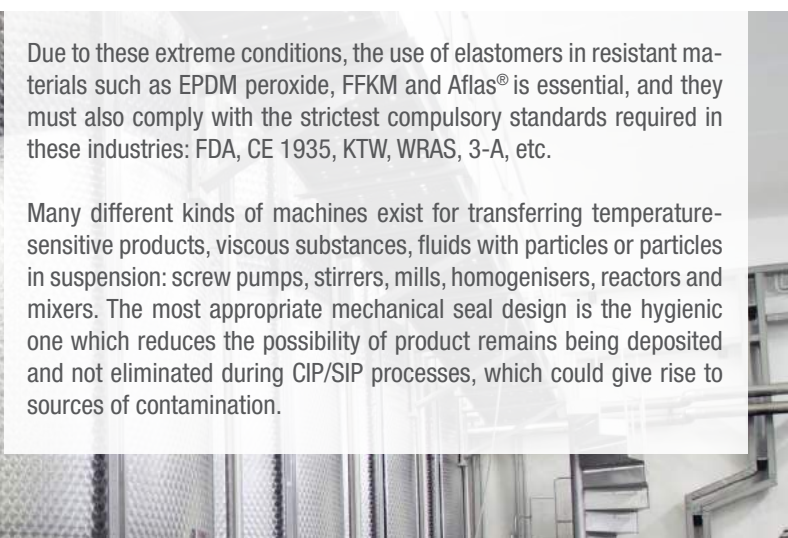 Due to these extreme conditions, the use of elastomers in resistant ma-
terials such as EPDM peroxide, FFKM and Aflas® is essential, and they
must also comply with the strictest compulsory standards required in
these industries: FDA, CE 1935, KTW, WRAS, 3-A, etc.
Many different kinds of machines exist for transferring temperature-
sensitive products, viscous substances, fluids with particles or particles
in suspension: screw pumps, stirrers, mills, homogenisers, reactors and
mixers. The most appropriate mechanical seal design is the hygienic
one which reduces the possibility of product remains being deposited
and not eliminated during CIP/SIP processes, which could give rise to
sources of contamination.